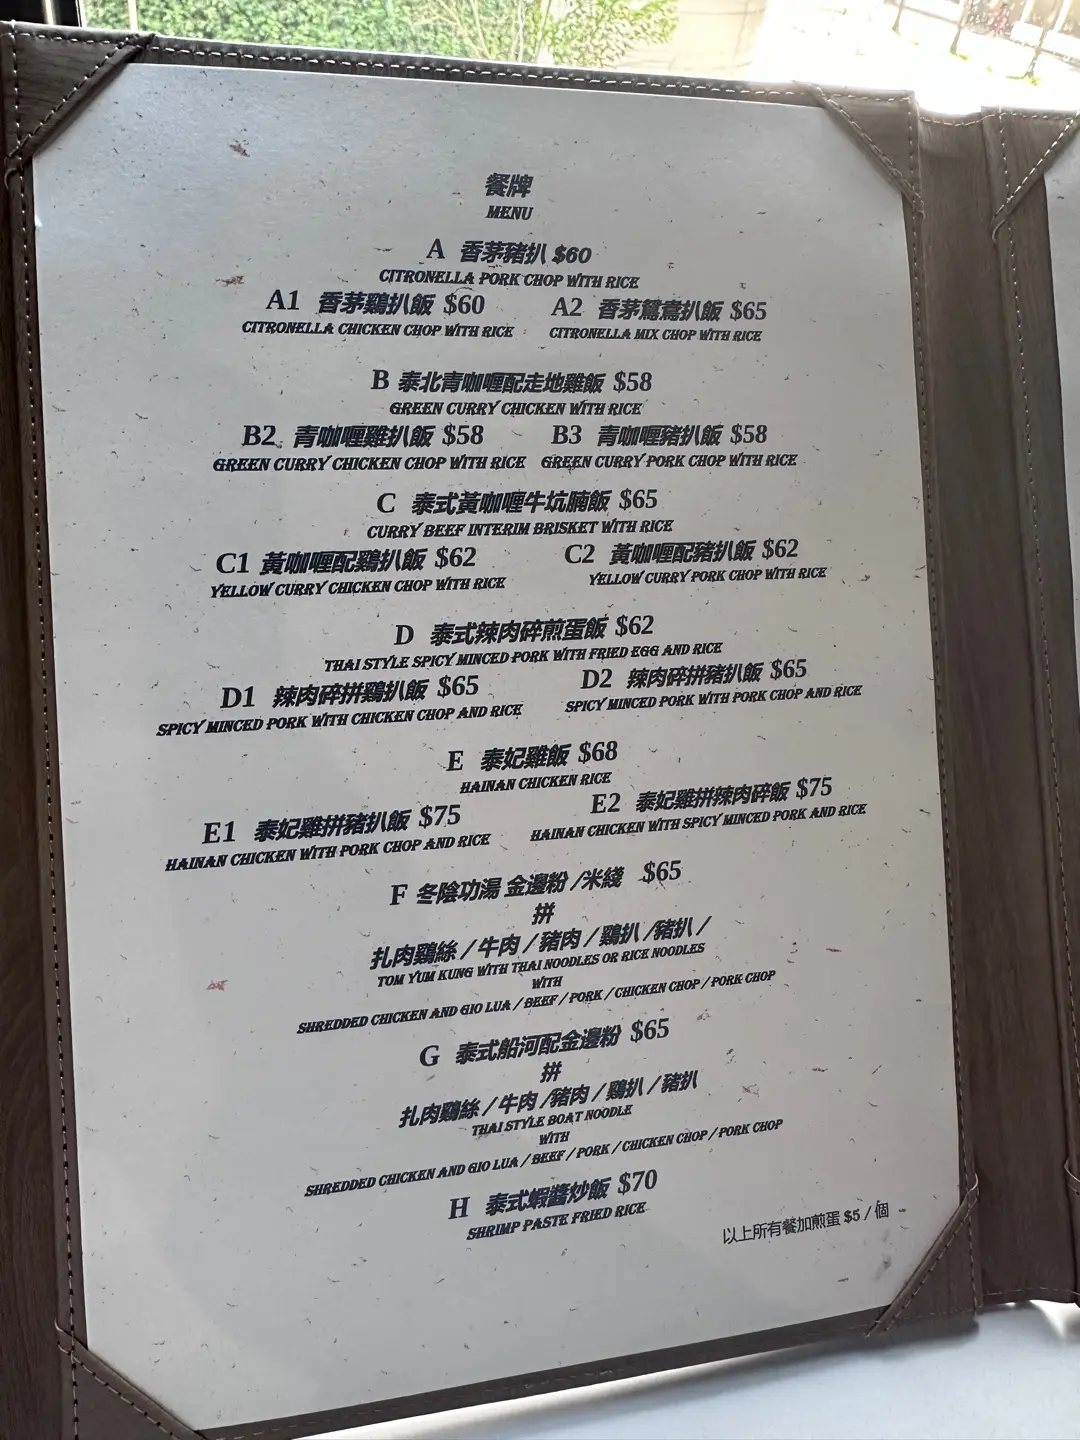 餐牌
MENU
A 香茅豬扒 $60
CITRONELLA PORK CHOP WITH RICE
A1 香茅鷄扒飯 $60 A2 香茅鴛鴦扒飯 $65
CITRONELLA CHICKEN CHOP WITH RICE CITRONELLA MIX CHOP WITH RICE
B 泰北青咖喱配走地雞飯 $58
GREEN CURRY CHICKEN WITH RICE
B2 青咖喱雞扒飯 $58 B3 青咖喱豬扒飯 $58
GREEN CURRY CHICKEN CHOP WITH RICE GREEN CURRY PORK CHOP WITH RICE
C 泰式黃咖喱牛坑腩飯 $65
CURRY BEEF INTERIM BRISKET WITH RICE
C1 黃咖喱配鷄扒飯 $62 C2 黃咖喱配豬扒飯 $62
YELLOW CURRY CHICKEN CHOP WITH RICE YELLOW CURRY PORK CHOP WITH RICE
D 泰式辣肉碎煎蛋飯 $62
THAI STYLE SPICY MINCED PORK WITH FRIED EGG AND RICE
D1 辣肉碎拼鷄扒飯 $65 D2 辣肉碎拼豬扒飯 $65
SPICY MINCED PORK WITH CHICKEN CHOP AND RICE SPICY MINCED PORK WITH PORK CHOP AND RICE
E 泰妃雞飯 $68
HAINAN CHICKEN RICE
E1 泰妃雞拼豬扒飯 $75 E2 泰妃雞拼辣肉碎飯 $75
HAINAN CHICKEN WITH PORK CHOP AND RICE HAINAN CHICKEN WITH SPICY MINCED PORK AND RICE
F 冬陰功湯 金邊粉 /米綫 $65
拼
扎肉鷄絲 / 牛肉 / 豬肉 / 鷄扒 /豬扒 /
TOM YUM KUNG WITH THAI NOODLES OR RICE NOODLES
WITH
SHREDDED CHICKEN AND GIO LUA / BEEF / PORK / CHICKEN CHOP / PORK CHOP
G 泰式船河配金邊粉 $65
拼
扎肉鷄絲 / 牛肉 /豬肉 / 鷄扒 / 豬扒
THAI STYLE BOAT NOODLE
WITH
SHREDDED CHICKEN AND GIO LUA / BEEF / PORK / CHICKEN CHOP / PORK CHOP
H 泰式蝦醬炒飯 $70
SHRIMP PASTE FRIED RICE
以上所有餐加煎蛋 $5 / 個